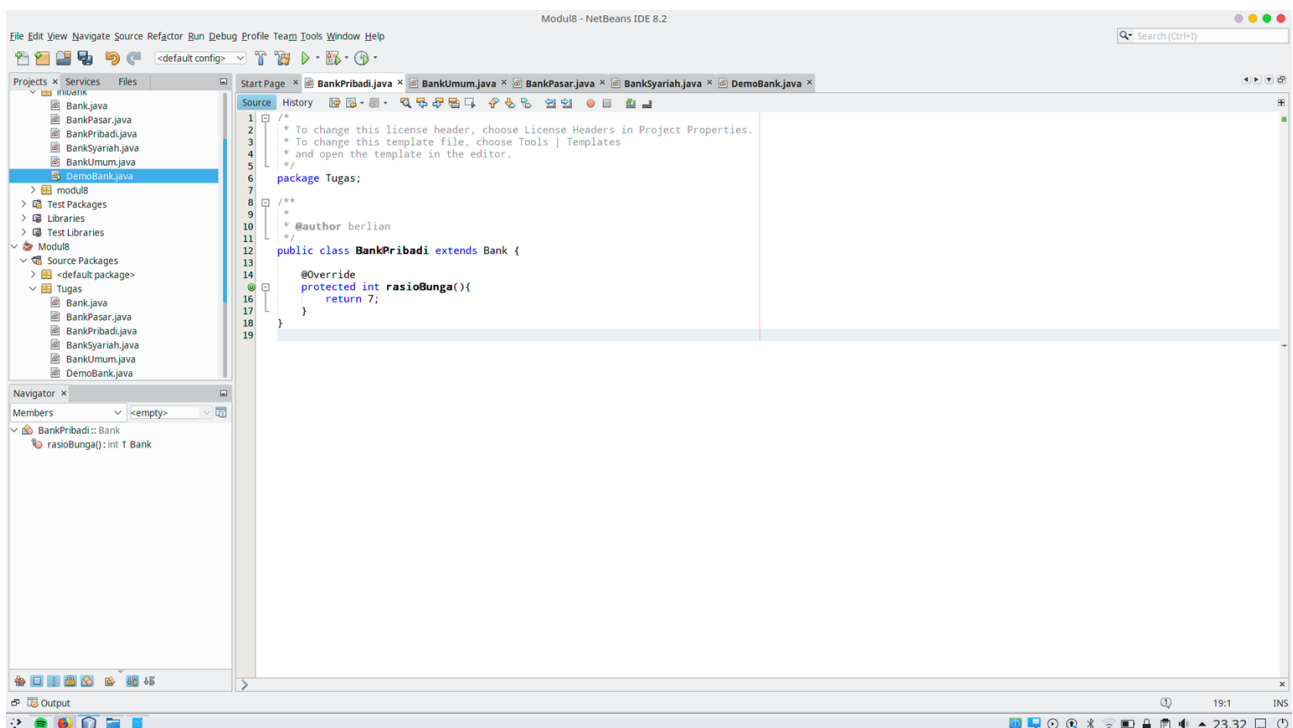 Modul8 - NetBeans IDE 8.2
File Edit View Navigate Source Refactor Run Debug Profile Team Tools Window Help
Search (Ctrl+I)
<default config>
Projects × Services Files
Start Page × BankPribadi.java × BankUmum.java × BankPasar.java × BankSyariah.java × DemoBank.java ×
inibank
Bank.java
BankPasar.java
BankPribadi.java
BankSyariah.java
BankUmum.java
DemoBank.java
modul8
Test Packages
Libraries
Test Libraries
Modul8
Source Packages
<default package>
Tugas
Bank.java
BankPasar.java
BankPribadi.java
BankSyariah.java
BankUmum.java
DemoBank.java
Navigator ×
Members <empty>
BankPribadi :: Bank
rasioBunga() : int ↑ Bank
Source History
1 /*
2 * To change this license header, choose License Headers in Project Properties.
3 * To change this template file, choose Tools | Templates
4 * and open the template in the editor.
5 */
6 package Tugas;
7
8 /**
9 *
10 * @author berlian
11 */
12 public class BankPribadi extends Bank {
13
14 @Override
protected int rasioBunga(){
16 return 7;
17 }
18 }
19
Output
19:1 INS
23.32